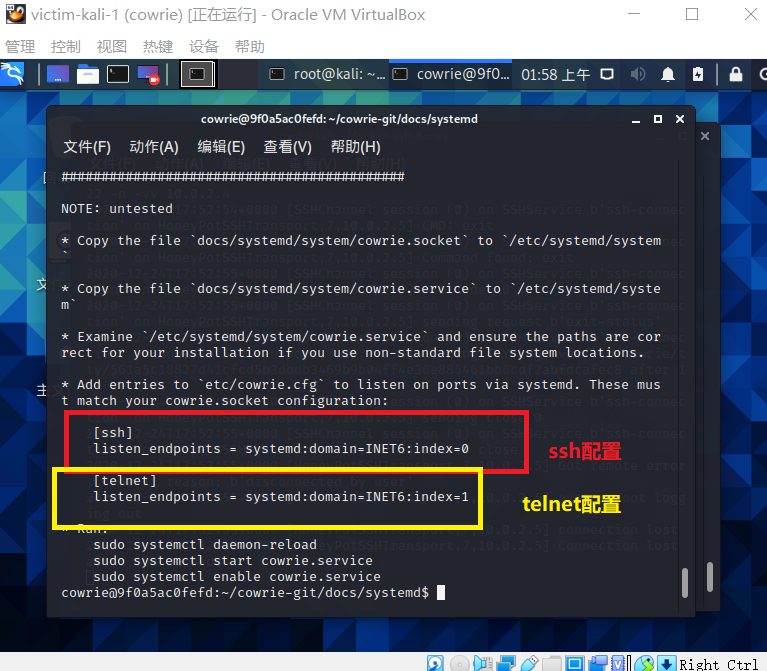 victim-kali-1 (cowrie) [正在运行] - Oracle VM VirtualBox
管理 控制 视图 热键 设备 帮助
root@kali: ~... cowrie@9f0... 01:58 上午
cowrie@9f0a5ac0fefd: ~/cowrie-git/docs/systemd
文件(F) 动作(A) 编辑(E) 查看(V) 帮助(H)
###########################################
NOTE: untested
* Copy the file `docs/systemd/system/cowrie.socket` to `/etc/systemd/system
`
* Copy the file `docs/systemd/system/cowrie.service` to `/etc/systemd/syste
m`
* Examine `/etc/systemd/system/cowrie.service` and ensure the paths are cor
rect for your installation if you use non-standard file system locations.
* Add entries to `etc/cowrie.cfg` to listen on ports via systemd. These mus
t match your cowrie.socket configuration:
[ssh]
listen_endpoints = systemd:domain=INET6:index=0
ssh配置
[telnet]
listen_endpoints = systemd:domain=INET6:index=1
telnet配置
* Run:
sudo systemctl daemon-reload
sudo systemctl start cowrie.service
sudo systemctl enable cowrie.service
cowrie@9f0a5ac0fefd:~/cowrie-git/docs/systemd$
Right Ctrl